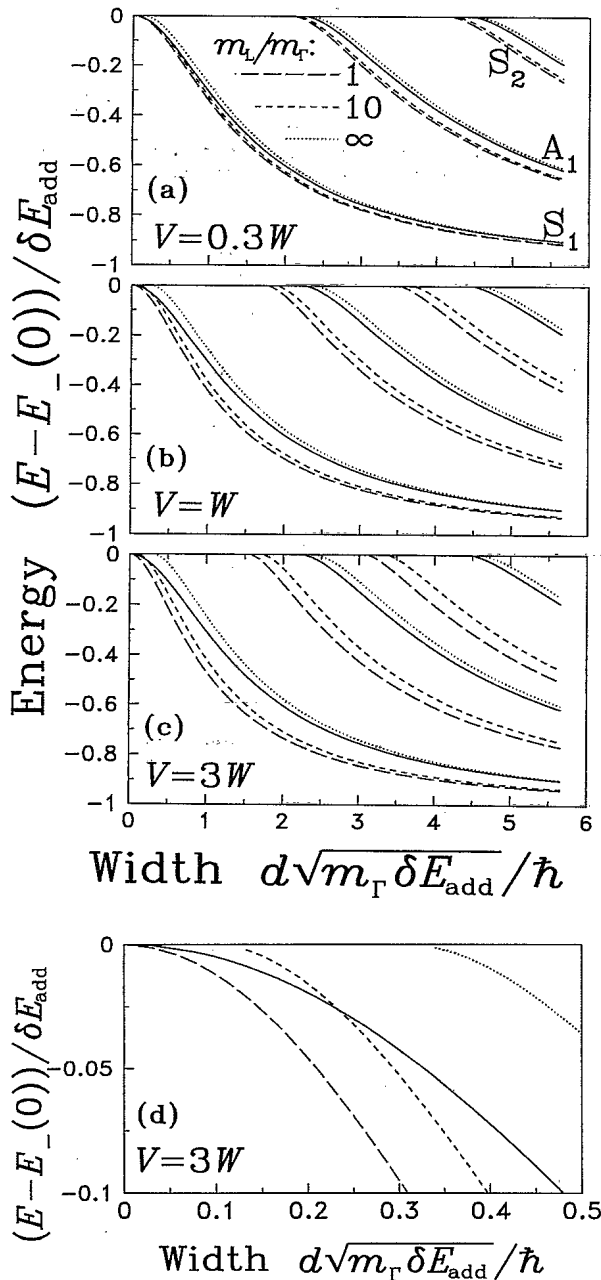 0
−0.2
−0.4
−0.6
−0.8
−1
m_L/m_Γ:
1
10
∞
S_2
A_1
S_1
(a)
V=0.3W
0
−0.2
−0.4
−0.6
−0.8
−1
(b)
V=W
0
−0.2
−0.4
−0.6
−0.8
−1
(c)
V=3W
Energy (E−E_−(0))/δE_add
0 1 2 3 4 5 6
Width d√m_Γ δE_add/ħ
0
−0.05
−0.1
(d)
V=3W
(E−E_−(0))/δE_add
0 0.1 0.2 0.3 0.4 0.5
Width d√m_Γ δE_add/ħ